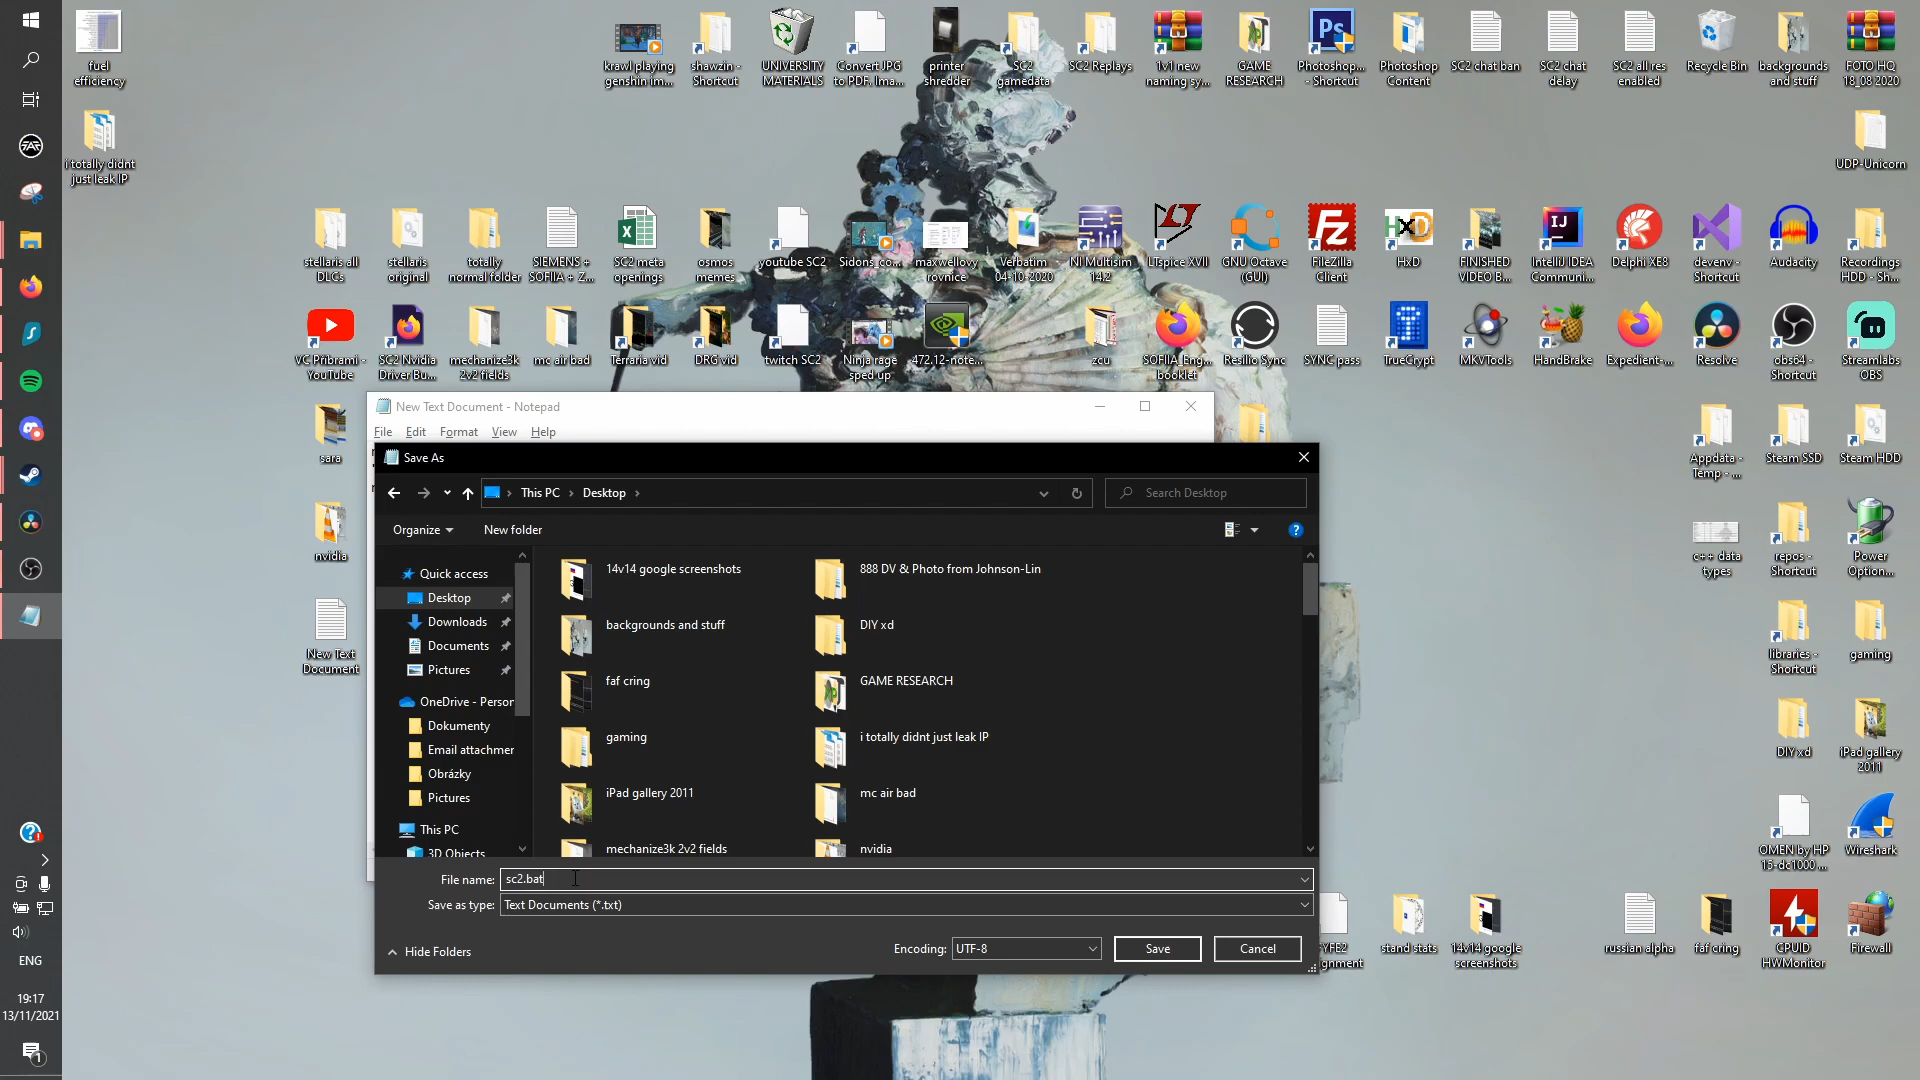 fuel
efficiency
krawl playing
genshin im...
shawzin -
Shortcut
UNIVERSITY
MATERIALS
Convert JPG
to PDF. Ima...
printer
shredder
SC2
gamedata
SC2 Replays
1v1 new
naming sy...
GAME
RESEARCH
Ps
Photoshop...
- Shortcut
Photoshop
Content
SC2 chat ban
SC2 chat
delay
SC2 all res
enabled
Recycle Bin
backgrounds
and stuff
FOTO HQ
18_08 2020
i totally didnt
just leak IP
UDP-Unicorn
stellaris all
DLCs
stellaris
original
totally
normal folder
SIEMENS +
SOFIIA + Z...
SC2 meta
openings
osmos
memes
youtube SC2
Sidons_co...
maxwellovy
rovnice
Verbatim
04-10-2020
NI Multisim
14.2
LTspice XVII
GNU Octave
(GUI)
FileZilla
Client
HxD
HxD
FINISHED
VIDEO B...
IJ
IntelliJ IDEA
Communi...
Delphi XE8
devenv -
Shortcut
Audacity
Recordings
HDD - Sh...
VC Příbrami -
YouTube
SC2 Nvidia
Driver Bu...
mechanize3k
2v2 fields
mc air bad
Terraria vid
DRG vid
twitch SC2
Ninja rage
sped up
472.12-note...
zcu
SOFIIA_Eng...
booklet
Resilio Sync
SYNC pass
TrueCrypt
MKVTools
HandBrake
Expedient-...
Resolve
obs64 -
Shortcut
Streamlabs
OBS
sara
nvidia
New Text
Document
Appdata -
Temp - ...
Steam SSD
Steam HDD
c++ data
types
repos -
Shortcut
Power
Option...
libraries -
Shortcut
gaming
DIY xd
iPad gallery
2011
OMEN by HP
15-dc1000...
Wireshark
stand stats
14v14 google
screenshots
russian alpha
faf cring
CPUID
HWMonitor
Firewall
New Text Document - Notepad
File Edit Format View Help
Save As
This PC > Desktop >
Search Desktop
Organize
New folder
Quick access
Desktop
Downloads
Documents
Pictures
OneDrive - Person
Dokumenty
Email attachmer
Obrázky
Pictures
This PC
3D Objects
14v14 google screenshots
888 DV & Photo from Johnson-Lin
backgrounds and stuff
DIY xd
faf cring
GAME RESEARCH
gaming
i totally didnt just leak IP
iPad gallery 2011
mc air bad
mechanize3k 2v2 fields
nvidia
File name: sc2.bat
Save as type: Text Documents (*.txt)
Hide Folders
Encoding: UTF-8
Save
Cancel
ENG
19:17
13/11/2021
1